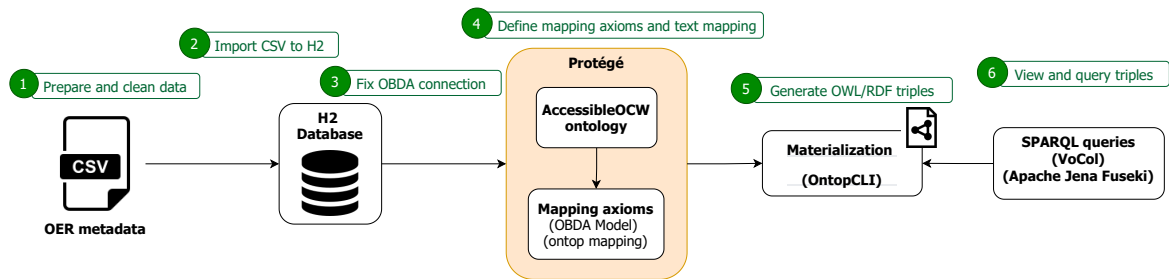 1 Prepare and clean data
CSV
OER metadata
2 Import CSV to H2
H2
Database
3 Fix OBDA connection
4 Define mapping axioms and text mapping
Protégé
AccessibleOCW
ontology
Mapping axioms
(OBDA Model)
(ontop mapping)
5 Generate OWL/RDF triples
Materialization
(OntopCLI)
6 View and query triples
SPARQL queries
(VoCol)
(Apache Jena Fuseki)